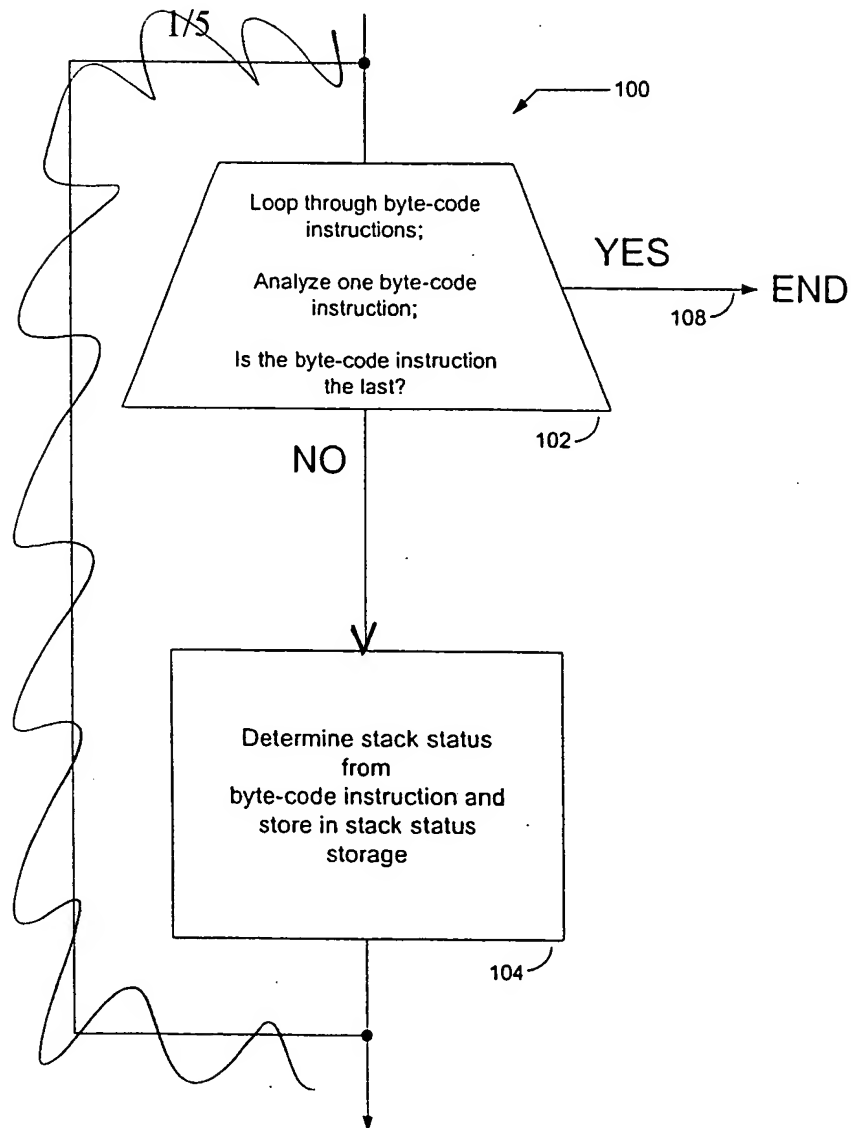 1/5
100
Loop through byte-code
instructions;
Analyze one byte-code
instruction;
Is the byte-code instruction
the last?
YES
END
108
102
NO
Determine stack status
from
byte-code instruction and
store in stack status
storage
104